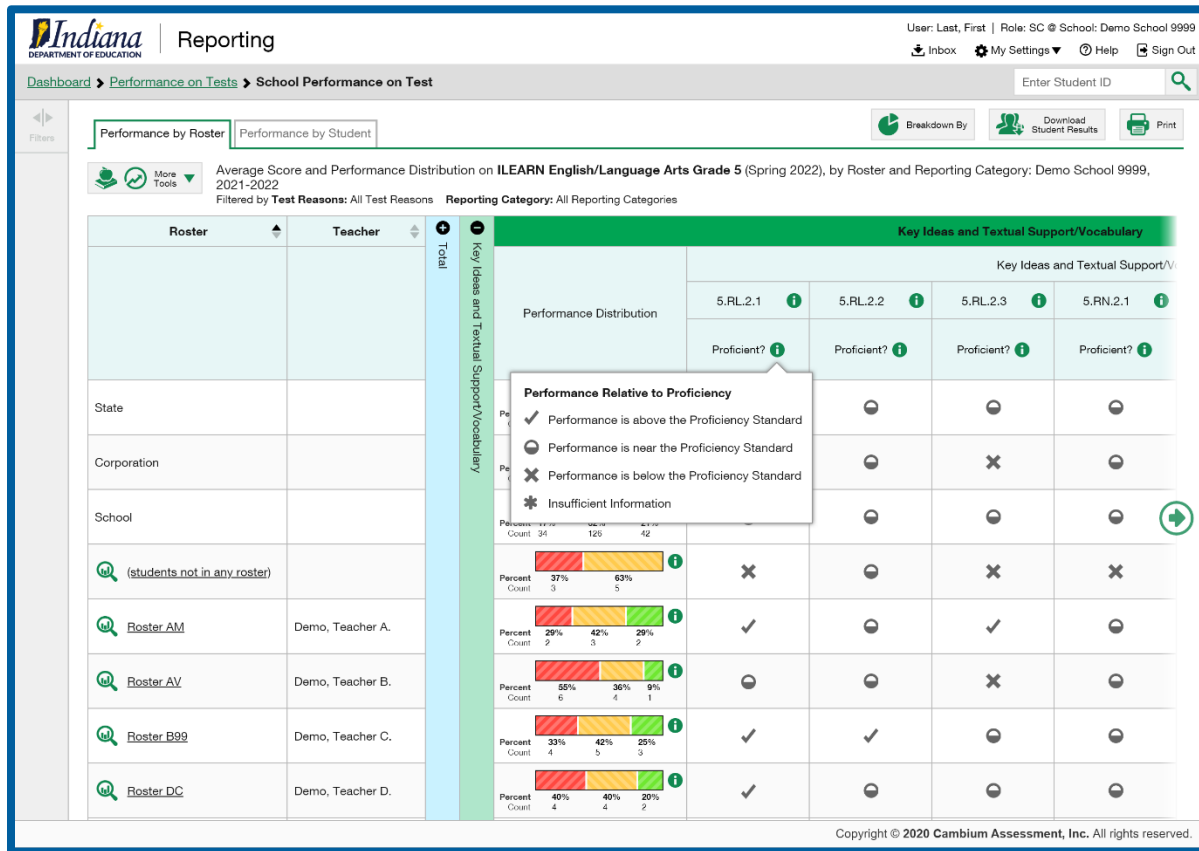 Indiana
DEPARTMENT OF EDUCATION
Reporting
User: Last, First | Role: SC @ School: Demo School 9999
Inbox My Settings Help Sign Out
Dashboard Performance on Tests School Performance on Test
Enter Student ID
Filters
Performance by Roster Performance by Student
Breakdown By Download Student Results Print
More Tools
Average Score and Performance Distribution on ILEARN English/Language Arts Grade 5 (Spring 2022), by Roster and Reporting Category: Demo School 9999,
2021-2022
Filtered by Test Reasons: All Test Reasons Reporting Category: All Reporting Categories
Roster Teacher Total Key Ideas and Textual Support/Vocabulary
Key Ideas and Textual Support/Vocabulary
Key Ideas and Textual Support/V
Performance Distribution
5.RL.2.1 5.RL.2.2 5.RL.2.3 5.RN.2.1
Proficient? Proficient? Proficient? Proficient?
Performance Relative to Proficiency
Performance is above the Proficiency Standard
Performance is near the Proficiency Standard
Performance is below the Proficiency Standard
Insufficient Information
State
Corporation
School
Count 34 126 42
(students not in any roster)
Percent 37% 63%
Count 3 5
Roster AM Demo, Teacher A.
Percent 29% 42% 29%
Count 2 3 2
Roster AV Demo, Teacher B.
Percent 55% 36% 9%
Count 6 4 1
Roster B99 Demo, Teacher C.
Percent 33% 42% 25%
Count 4 5 3
Roster DC Demo, Teacher D.
Percent 40% 40% 20%
Count 4 4 2
Copyright © 2020 Cambium Assessment, Inc. All rights reserved.